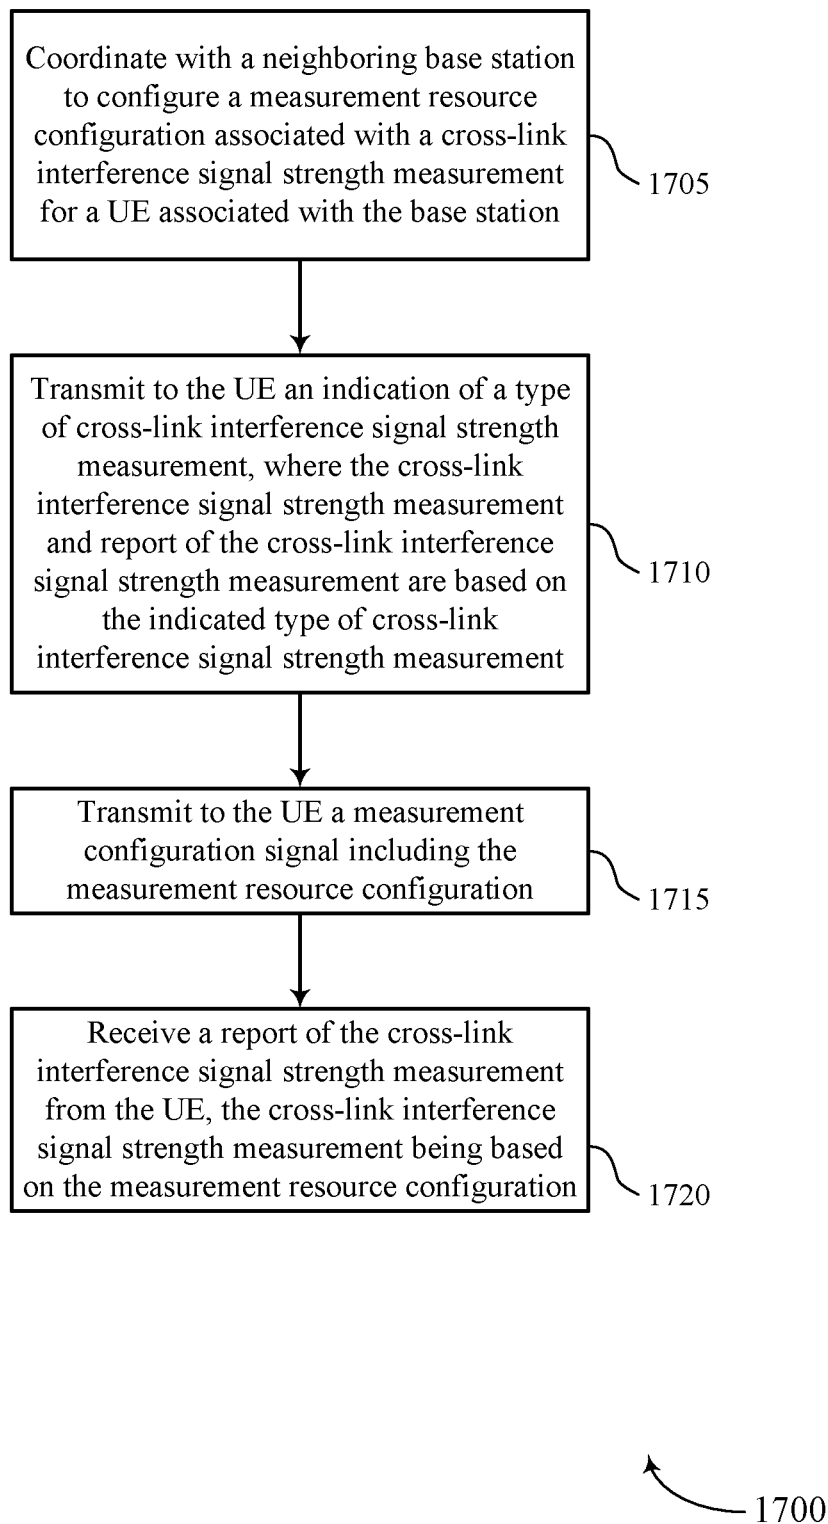 Coordinate with a neighboring base station
to configure a measurement resource
configuration associated with a cross-link
interference signal strength measurement
for a UE associated with the base station
1705
Transmit to the UE an indication of a type
of cross-link interference signal strength
measurement, where the cross-link
interference signal strength measurement
and report of the cross-link interference
signal strength measurement are based on
the indicated type of cross-link
interference signal strength measurement
1710
Transmit to the UE a measurement
configuration signal including the
measurement resource configuration
1715
Receive a report of the cross-link
interference signal strength measurement
from the UE, the cross-link interference
signal strength measurement being based
on the measurement resource configuration
1720
1700